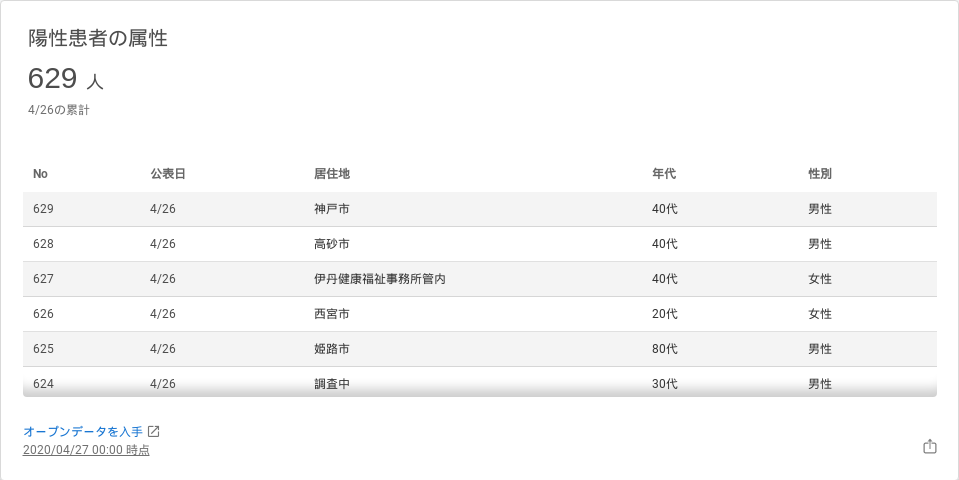 陽性患者の属性
629 人
4/26の累計
No 公表日 居住地 年代 性別
629 4/26 神戸市 40代 男性
628 4/26 高砂市 40代 男性
627 4/26 伊丹健康福祉事務所管内 40代 女性
626 4/26 西宮市 20代 女性
625 4/26 姫路市 80代 男性
624 4/26 調査中 30代 男性
オープンデータを入手
2020/04/27 00:00 時点